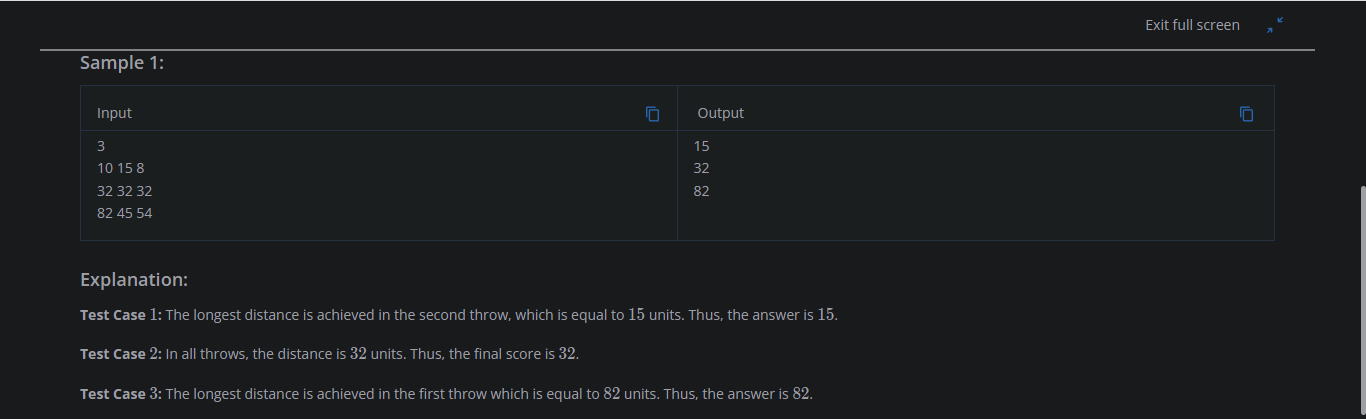 Exit full screen
Sample 1:
Input
Output
3
10 15 8
32 32 32
82 45 54
15
32
82
Explanation:
Test Case 1: The longest distance is achieved in the second throw, which is equal to 15 units. Thus, the answer is 15.
Test Case 2: In all throws, the distance is 32 units. Thus, the final score is 32.
Test Case 3: The longest distance is achieved in the first throw which is equal to 82 units. Thus, the answer is 82.